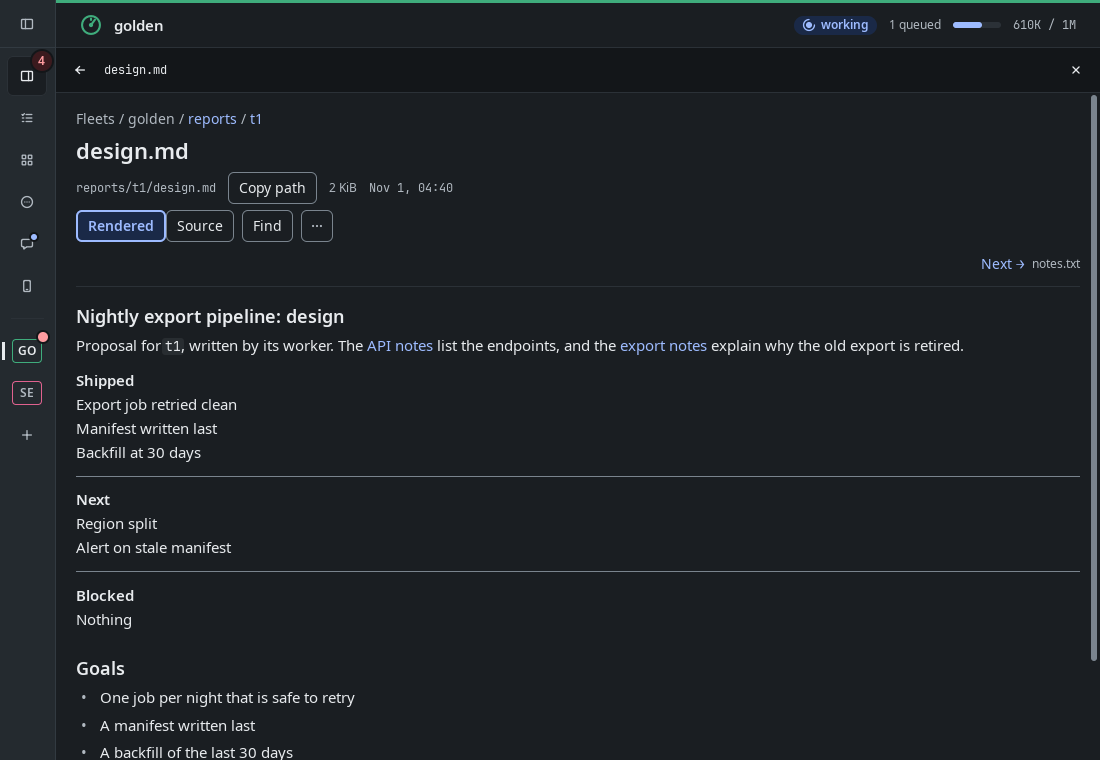 golden
working
1 queued
610K / 1M
4
design.md
Fleets / golden / reports / t1
design.md
reports/t1/design.md
Copy path
2 KiB
Nov 1, 04:40
Rendered
Source
Find
···
Next → notes.txt
Nightly export pipeline: design
Proposal for t1, written by its worker. The API notes list the endpoints, and the export notes explain why the old export is retired.
Shipped
Export job retried clean
Manifest written last
Backfill at 30 days
Next
Region split
Alert on stale manifest
Blocked
Nothing
Goals
• One job per night that is safe to retry
• A manifest written last
• A backfill of the last 30 days
GO
SE